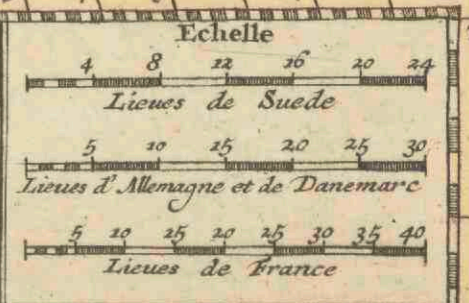 Echelle
4 8 12 16 20 24
Lieues de Suede
5 10 15 20 25 30
Lieues d'Allemagne et de Danemarc
5 10 15 20 25 30 35 40
Lieues de France